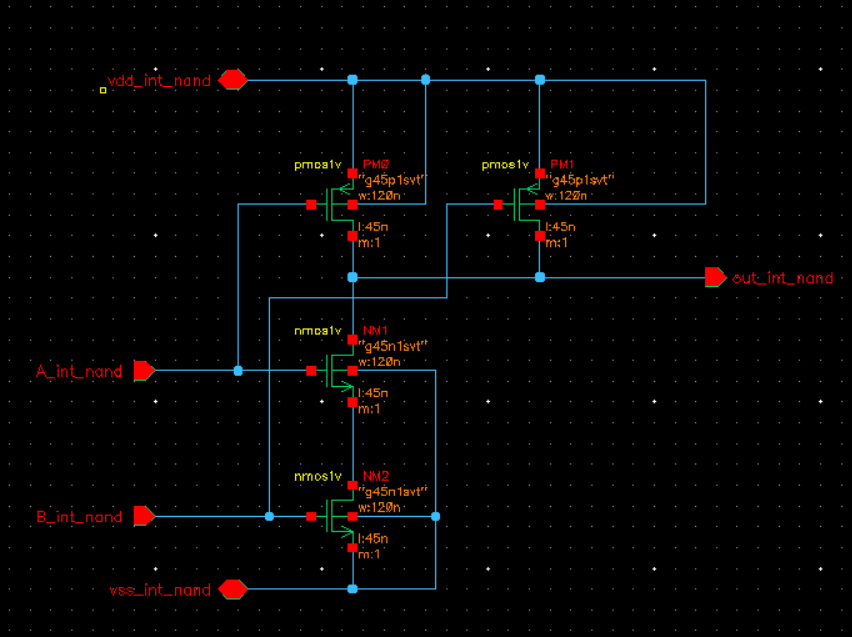 vdd_int_nand
pmos1v PM0
"g45p1svt"
w:120n
l:45n
m:1
pmos1v PM1
"g45p1svt"
w:120n
l:45n
m:1
out_int_nand
nmos1v NM1
"g45n1svt"
w:120n
l:45n
m:1
A_int_nand
nmos1v NM2
"g45n1svt"
w:120n
l:45n
m:1
B_int_nand
vss_int_nand